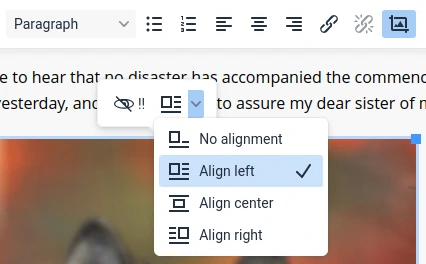 Paragraph
e to hear that no disaster has accompanied the commenc
yesterday, and to assure my dear sister of m
!!
No alignment
Align left
Align center
Align right